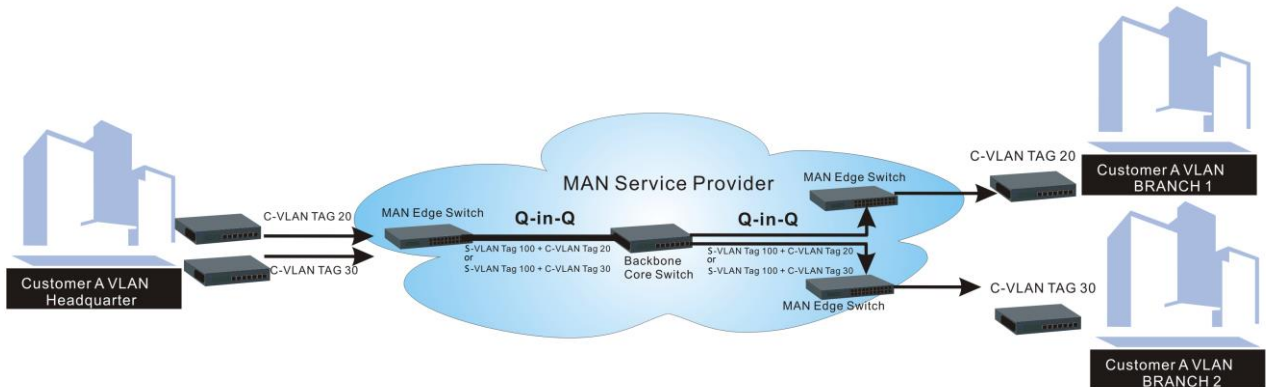 Customer A VLAN
Headquarter
C-VLAN TAG 20
C-VLAN TAG 30
MAN Edge Switch
MAN Service Provider
Q-in-Q
S-VLAN Tag 100 + C-VLAN Tag 20
or
S-VLAN Tag 100 + C-VLAN Tag 30
Backbone
Core Switch
Q-in-Q
S-VLAN Tag 100 + C-VLAN Tag 20
or
S-VLAN Tag 100 + C-VLAN Tag 30
MAN Edge Switch
MAN Edge Switch
C-VLAN TAG 20
Customer A VLAN
BRANCH 1
C-VLAN TAG 30
Customer A VLAN
BRANCH 2